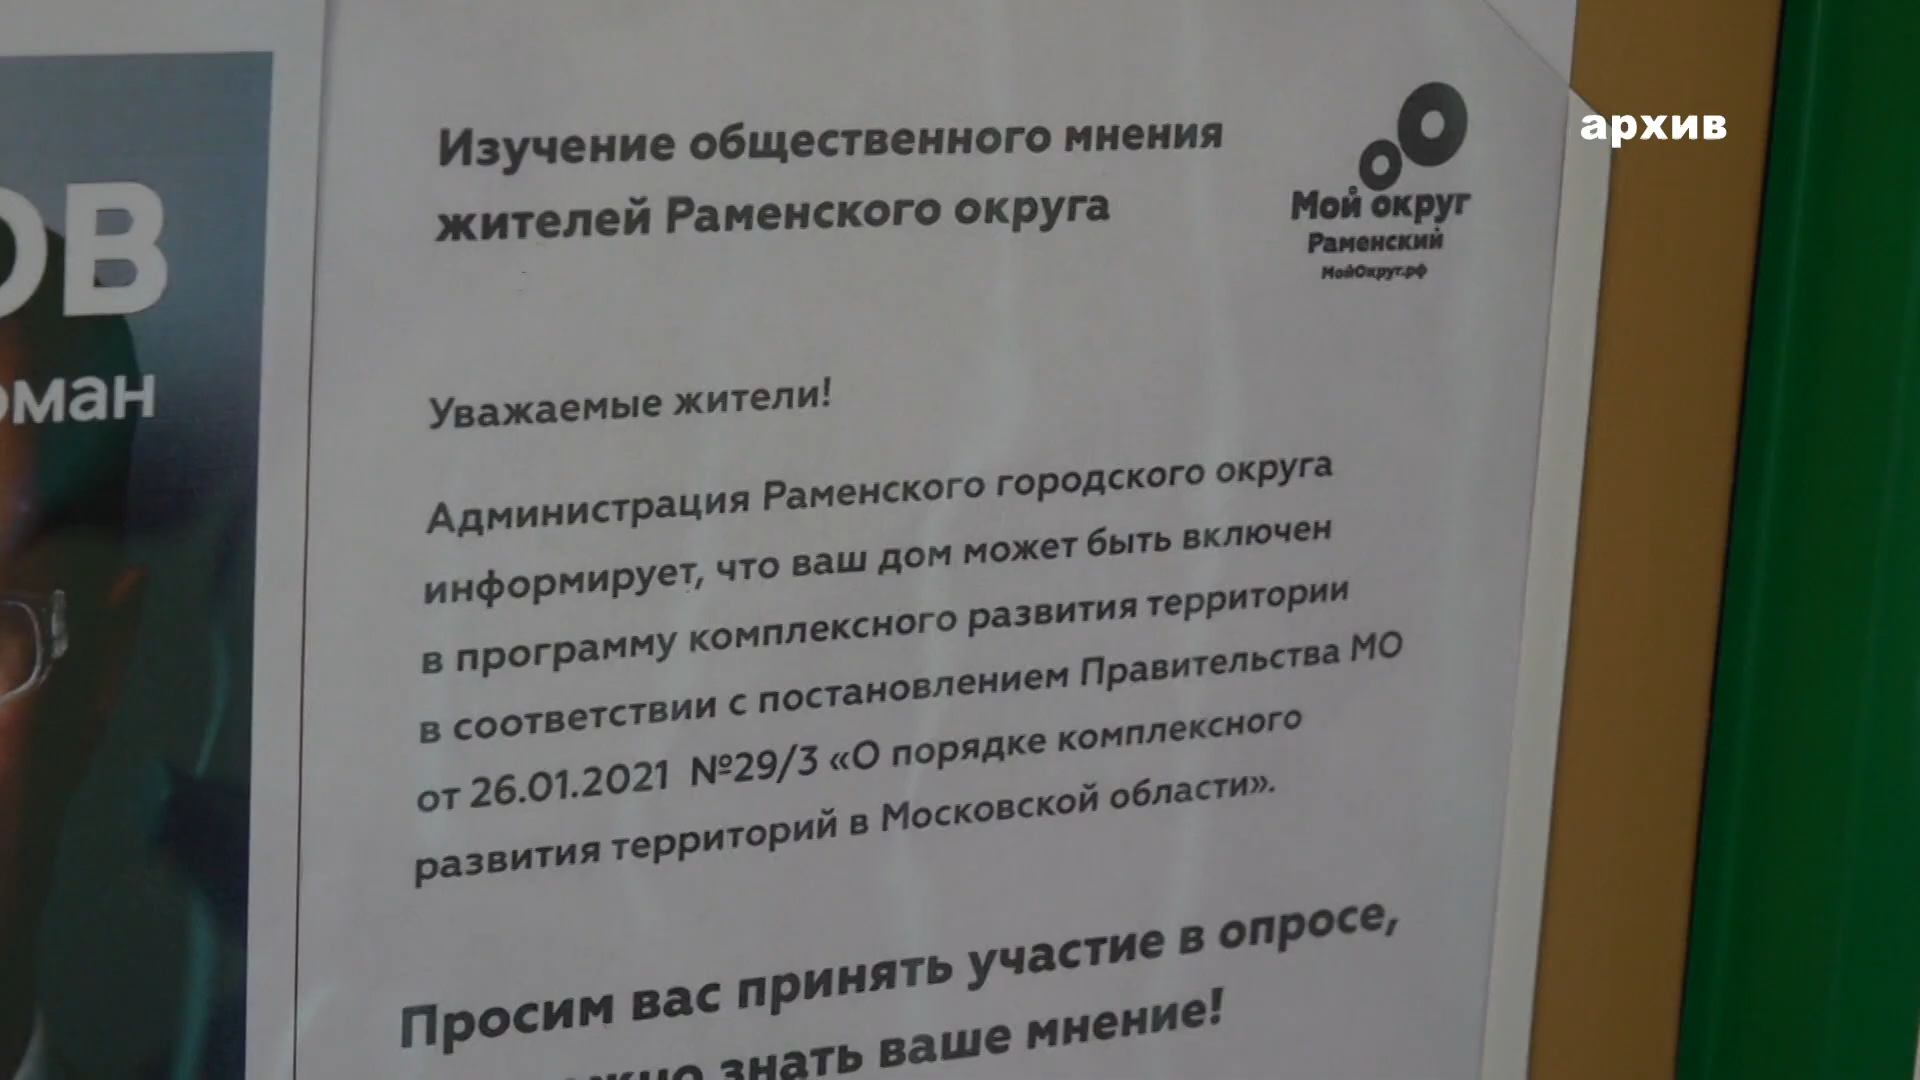 архив
Изучение общественного мнения
жителей Раменского округа
Мой округ
Раменский
МойОкруг.рф
Уважаемые жители!
Администрация Раменского городского округа
информирует, что ваш дом может быть включен
в программу комплексного развития территории
в соответствии с постановлением Правительства МО
от 26.01.2021 №29/3 «О порядке комплексного
развития территорий в Московской области».
Просим вас принять участие в опросе,
знать ваше мнение!